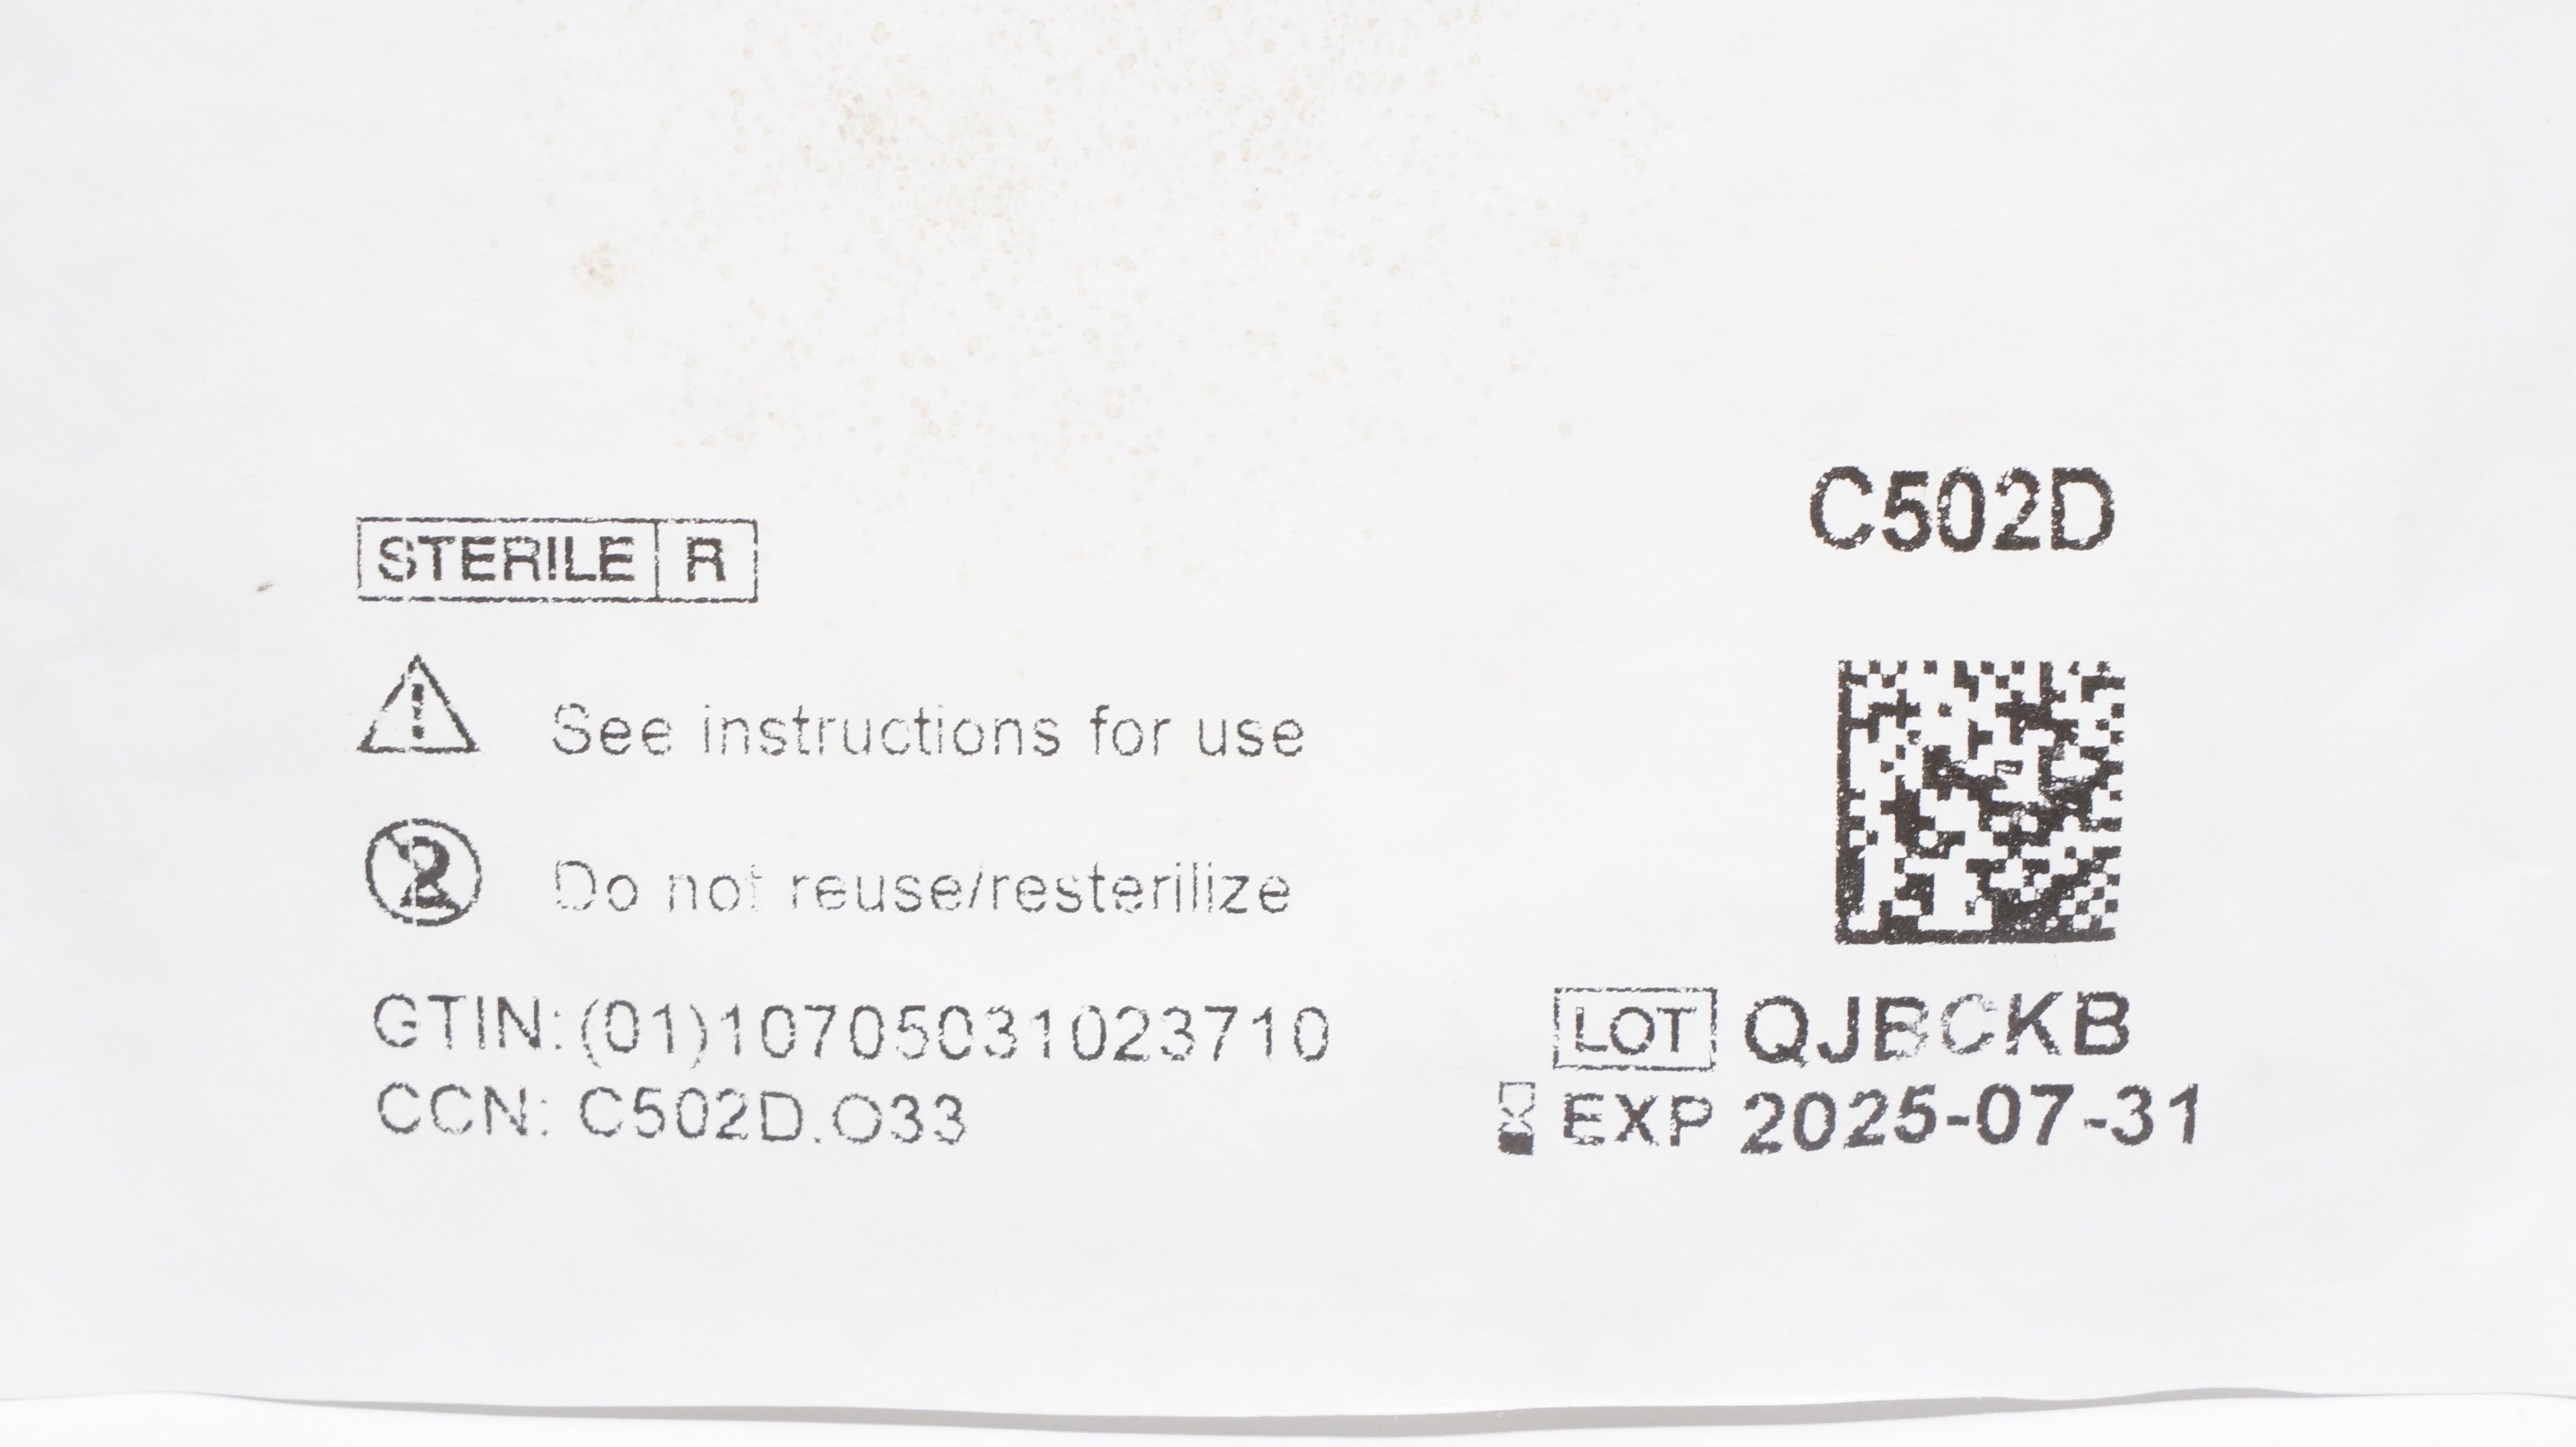 C502D
STERILE R
See instructions for use
2
Do not reuse/resterilize
GTIN: (01)10705031023710
CCN: C502D.O33
LOT QJBCKB
EXP 2025-07-31